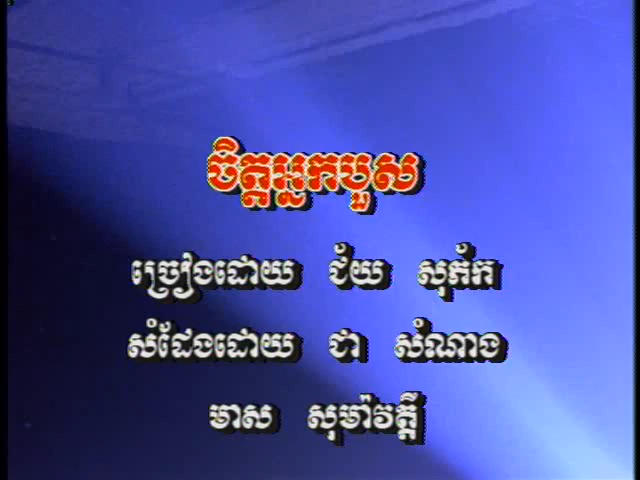 ចិត្តអ្នកបួស
ច្រៀងដោយ ជ័យ សុភ័ក
សំដែងដោយ ជា សំណាង
មាស សុម៉ាវត្តី